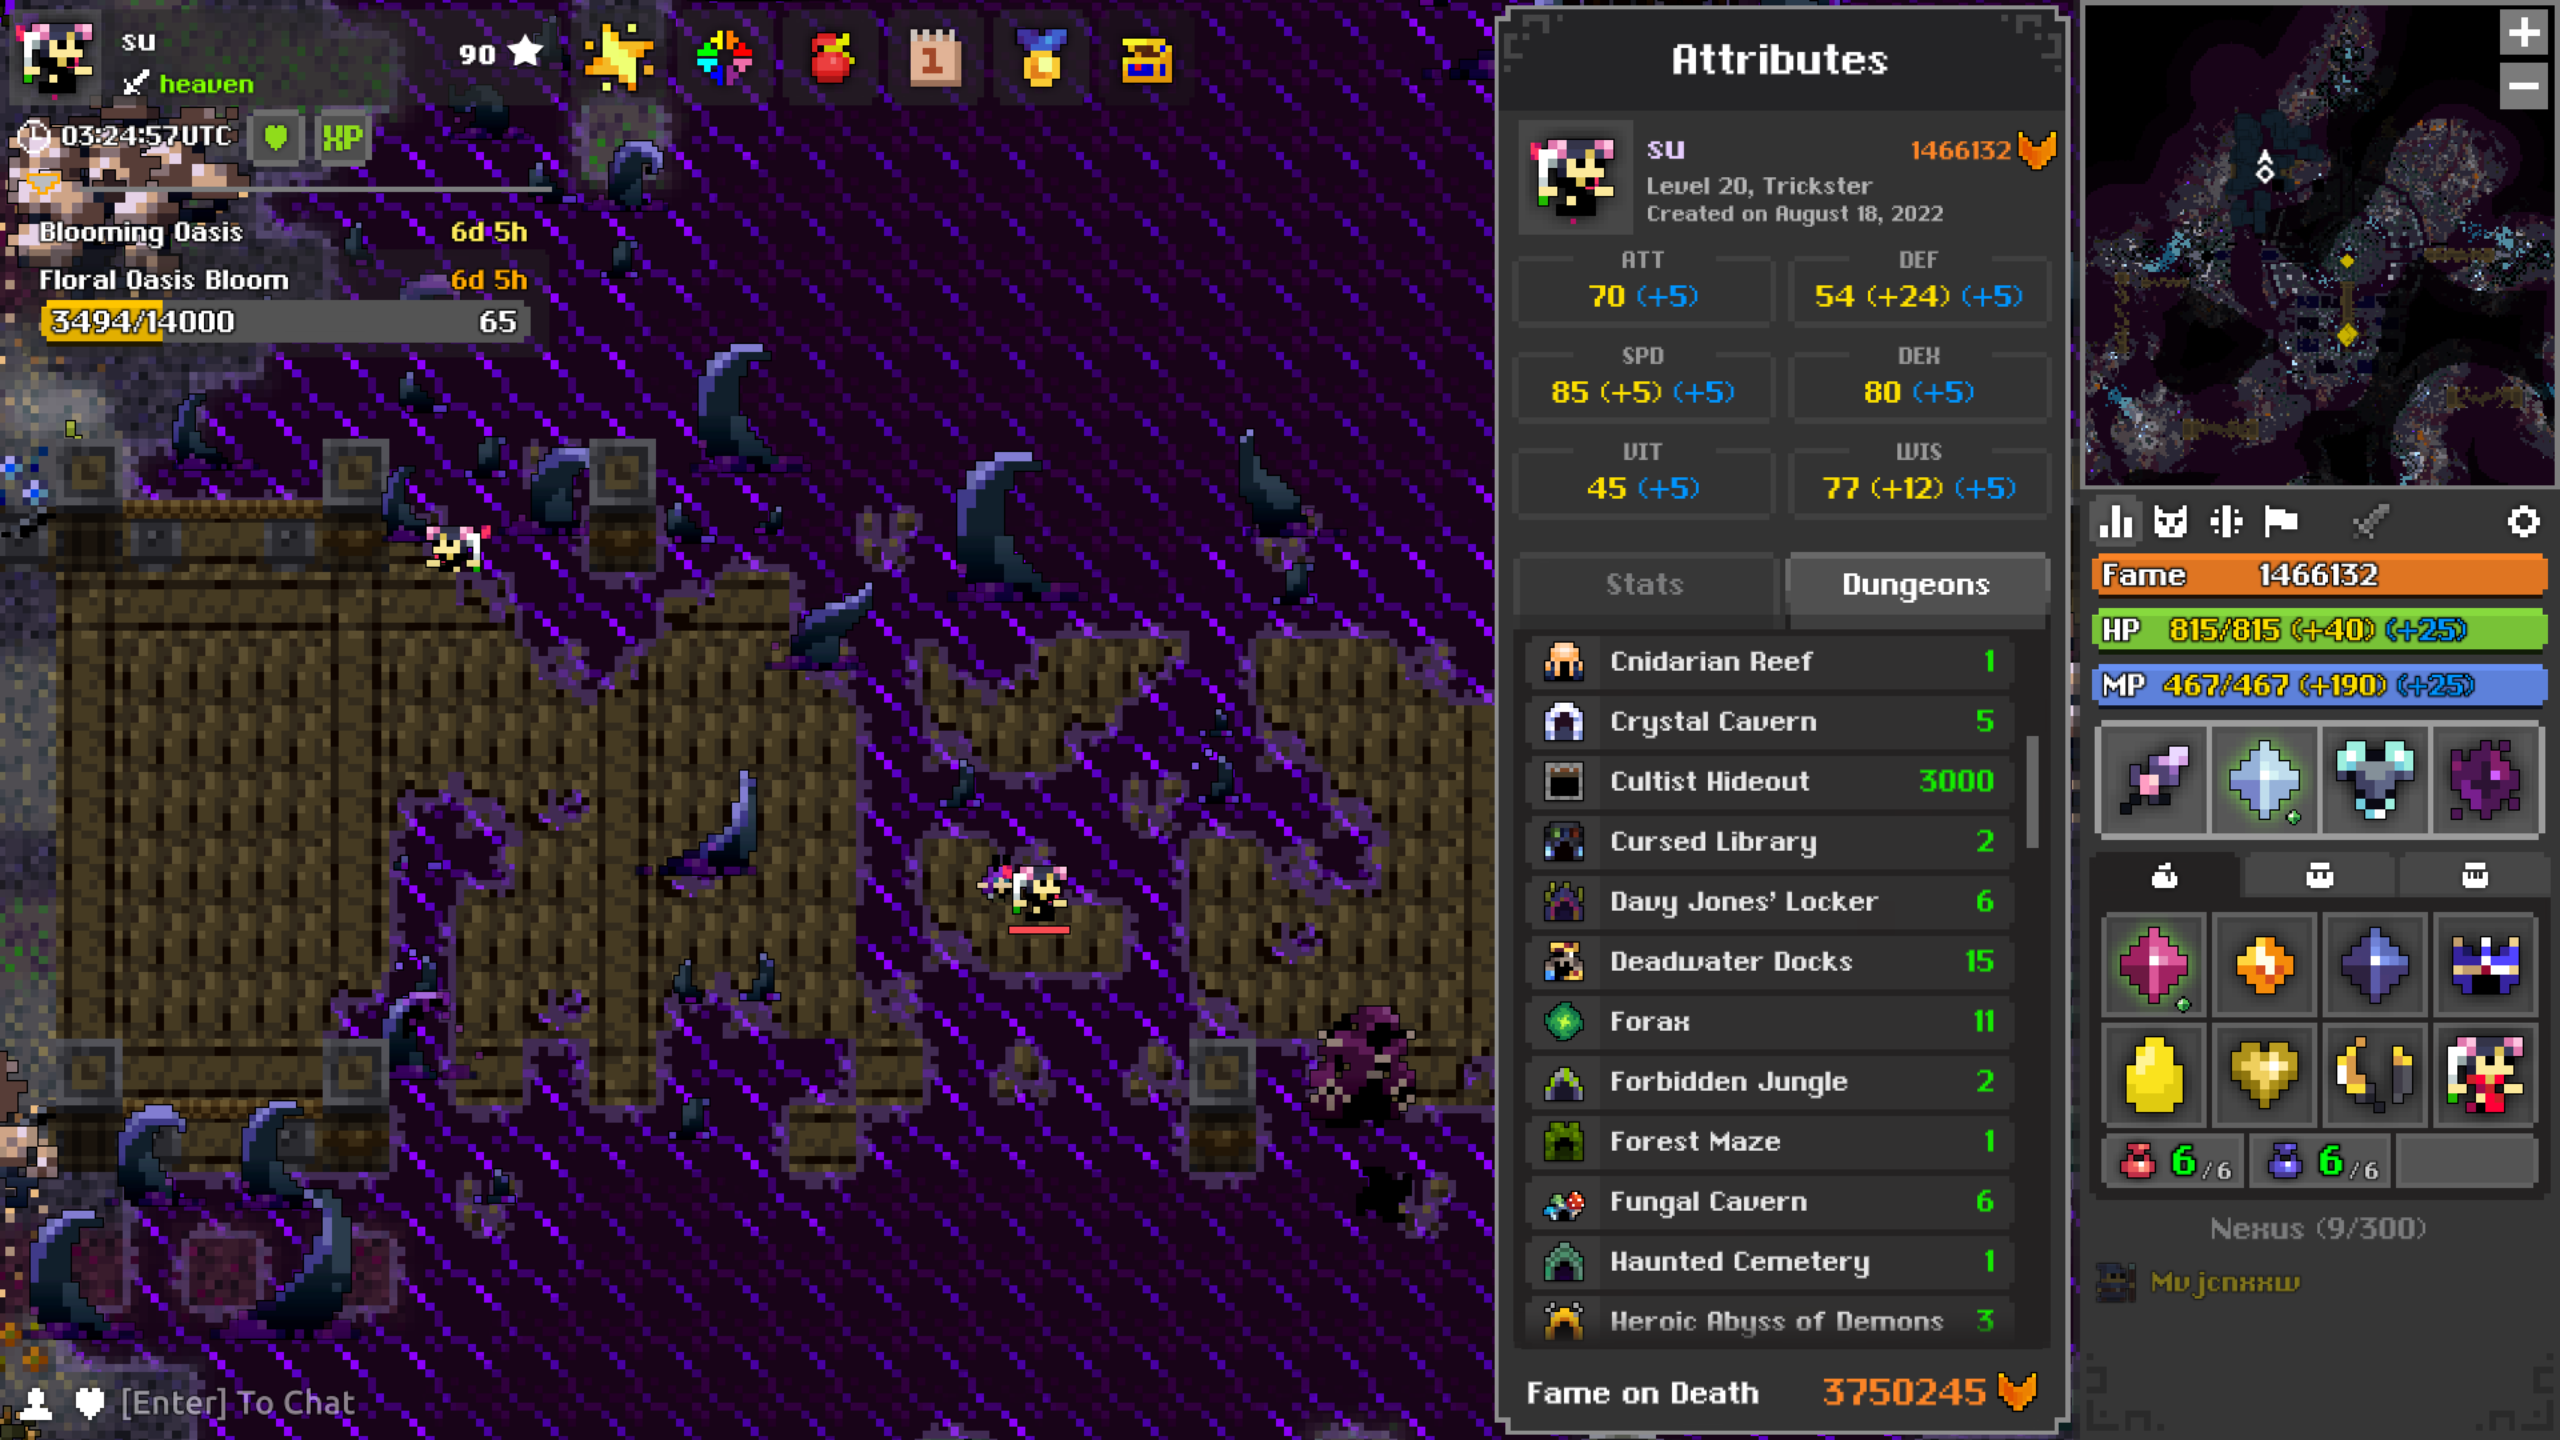 su
heaven
90
1
03:24:57UTC
XP
Blooming Oasis 6d 5h
Floral Oasis Bloom 6d 5h
3494/14000 65
[Enter] To Chat
Attributes
su 1466132
Level 20, Trickster
Created on August 18, 2022
ATT DEF
70 (+5) 54 (+24) (+5)
SPD DEX
85 (+5) (+5) 80 (+5)
VIT WIS
45 (+5) 77 (+12) (+5)
Stats Dungeons
Cnidarian Reef 1
Crystal Cavern 5
Cultist Hideout 3000
Cursed Library 2
Davy Jones' Locker 6
Deadwater Docks 15
Forax 11
Forbidden Jungle 2
Forest Maze 1
Fungal Cavern 6
Haunted Cemetery 1
Heroic Abyss of Demons 3
Fame on Death 3750245
Fame 1466132
HP 815/815 (+40) (+25)
MP 467/467 (+190) (+25)
6/6 6/6
Nexus (9/300)
Mvjcnxxw